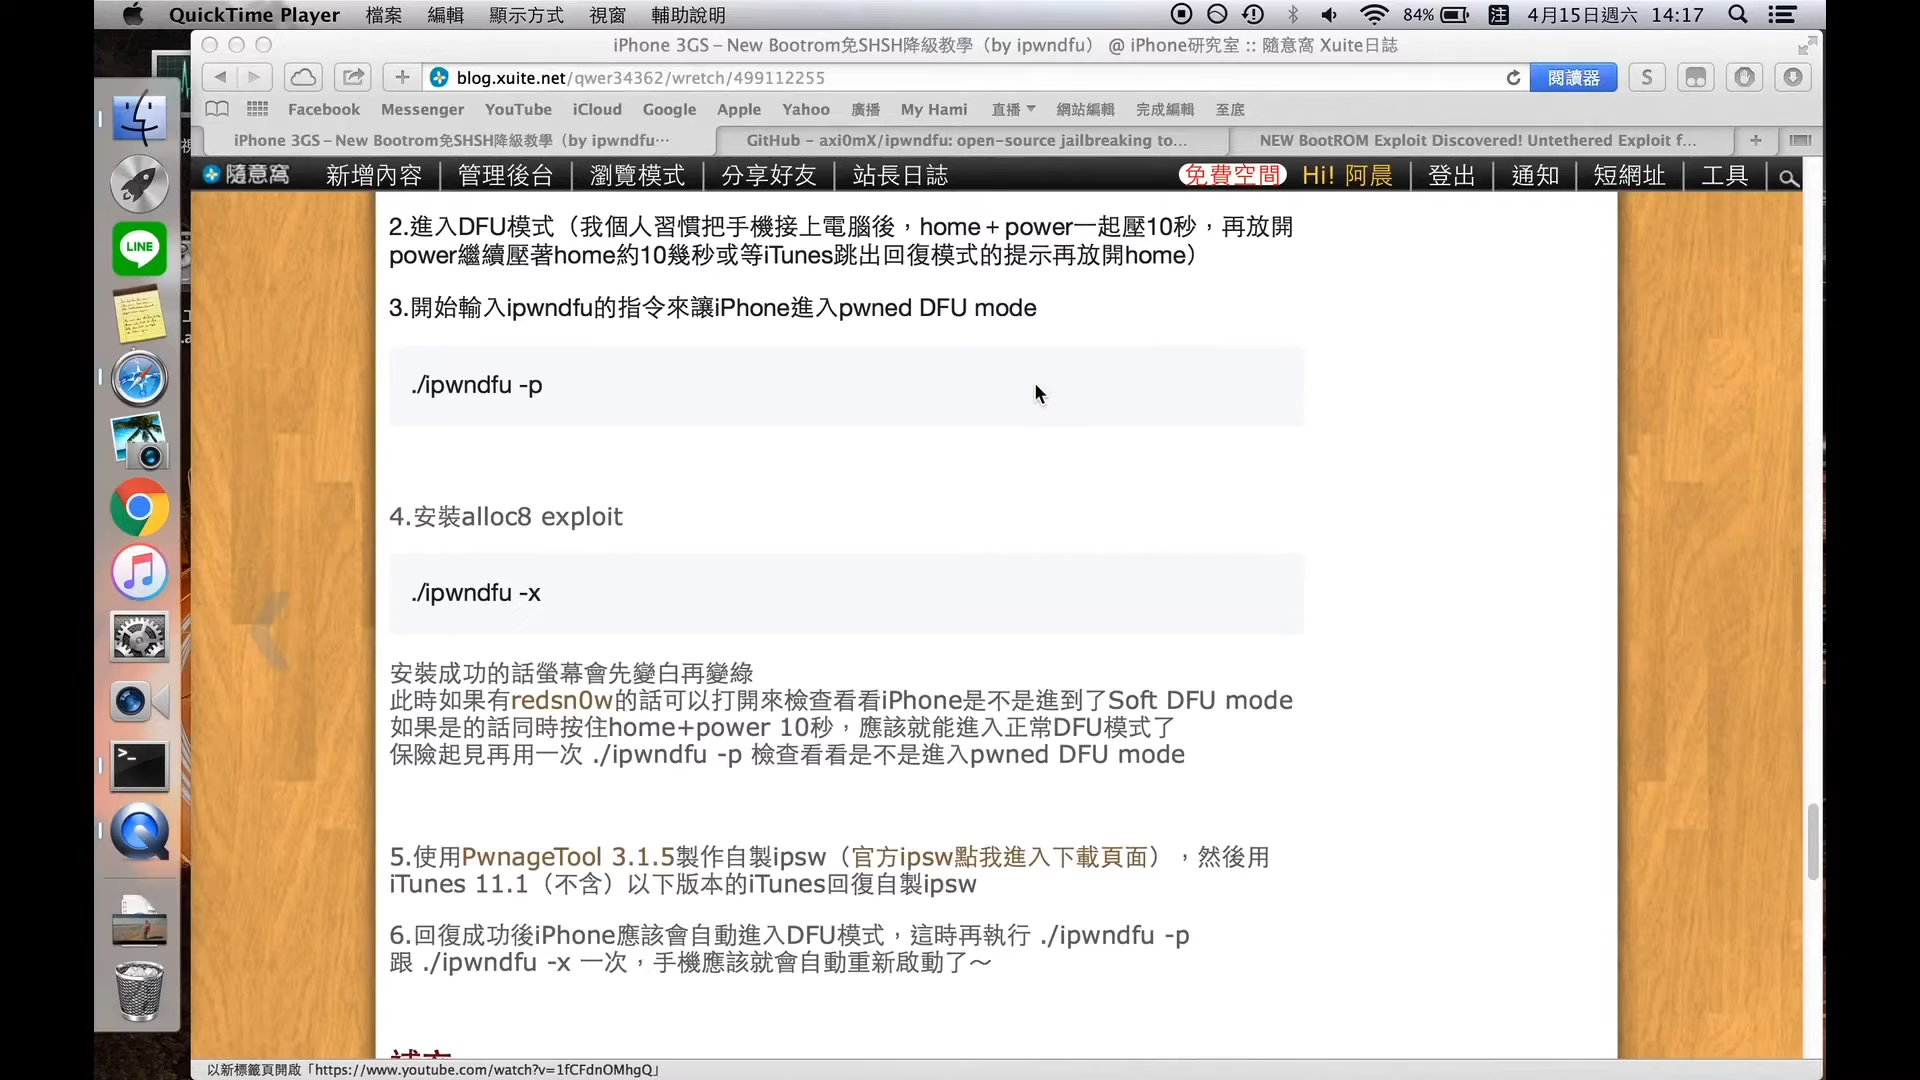 QuickTime Player 檔案 編輯 顯示方式 視窗 輔助說明 84% 注 4月15日週六 14:17
iPhone 3GS－New Bootrom免SHSH降級教學（by ipwndfu） @ iPhone研究室 :: 隨意窩 Xuite日誌
blog.xuite.net/qwer34362/wretch/499112255 閱讀器 S
Facebook Messenger YouTube iCloud Google Apple Yahoo 廣播 My Hami 直播 網站編輯 完成編輯 至底
iPhone 3GS－New Bootrom免SHSH降級教學（by ipwndfu… GitHub - axi0mX/ipwndfu: open-source jailbreaking to... NEW BootROM Exploit Discovered! Untethered Exploit f...
隨意窩 新增內容 管理後台 瀏覽模式 分享好友 站長日誌 免費空間 Hi! 阿晨 登出 通知 短網址 工具
2.進入DFU模式（我個人習慣把手機接上電腦後，home＋power一起壓10秒，再放開
power繼續壓著home約10幾秒或等iTunes跳出回復模式的提示再放開home）
3.開始輸入ipwndfu的指令來讓iPhone進入pwned DFU mode
./ipwndfu -p
4.安裝alloc8 exploit
./ipwndfu -x
安裝成功的話螢幕會先變白再變綠
此時如果有redsn0w的話可以打開來檢查看看iPhone是不是進到了Soft DFU mode
如果是的話同時按住home+power 10秒，應該就能進入正常DFU模式了
保險起見再用一次 ./ipwndfu -p 檢查看看是不是進入pwned DFU mode
5.使用PwnageTool 3.1.5製作自製ipsw（官方ipsw點我進入下載頁面），然後用
iTunes 11.1（不含）以下版本的iTunes回復自製ipsw
6.回復成功後iPhone應該會自動進入DFU模式，這時再執行 ./ipwndfu -p
跟 ./ipwndfu -x 一次，手機應該就會自動重新啟動了～
以新標籤頁開啟「https://www.youtube.com/watch?v=1fCFdnOMhgQ」
LINE